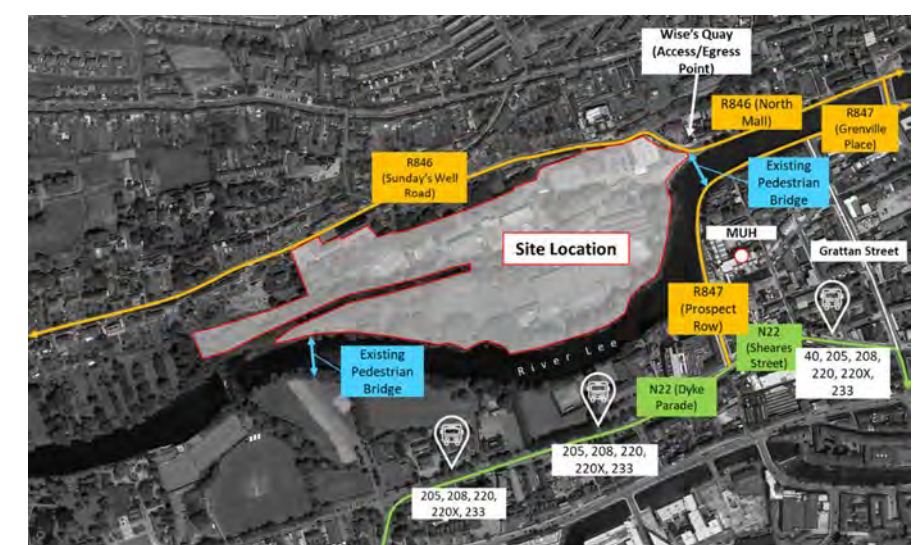 Wise's Quay
(Access/Egress
Point)
R846 (North
Mall)
R847
(Grenville
Place)
R846
(Sunday's Well
Road)
Existing
Pedestrian
Bridge
MUH
Site Location
Grattan Street
R847
(Prospect
Row)
N22
(Sheares
Street)
River Lee
Existing
Pedestrian
Bridge
40, 205, 208,
220, 220X,
233
N22 (Dyke
Parade)
205, 208, 220,
220X, 233
205, 208, 220,
220X, 233